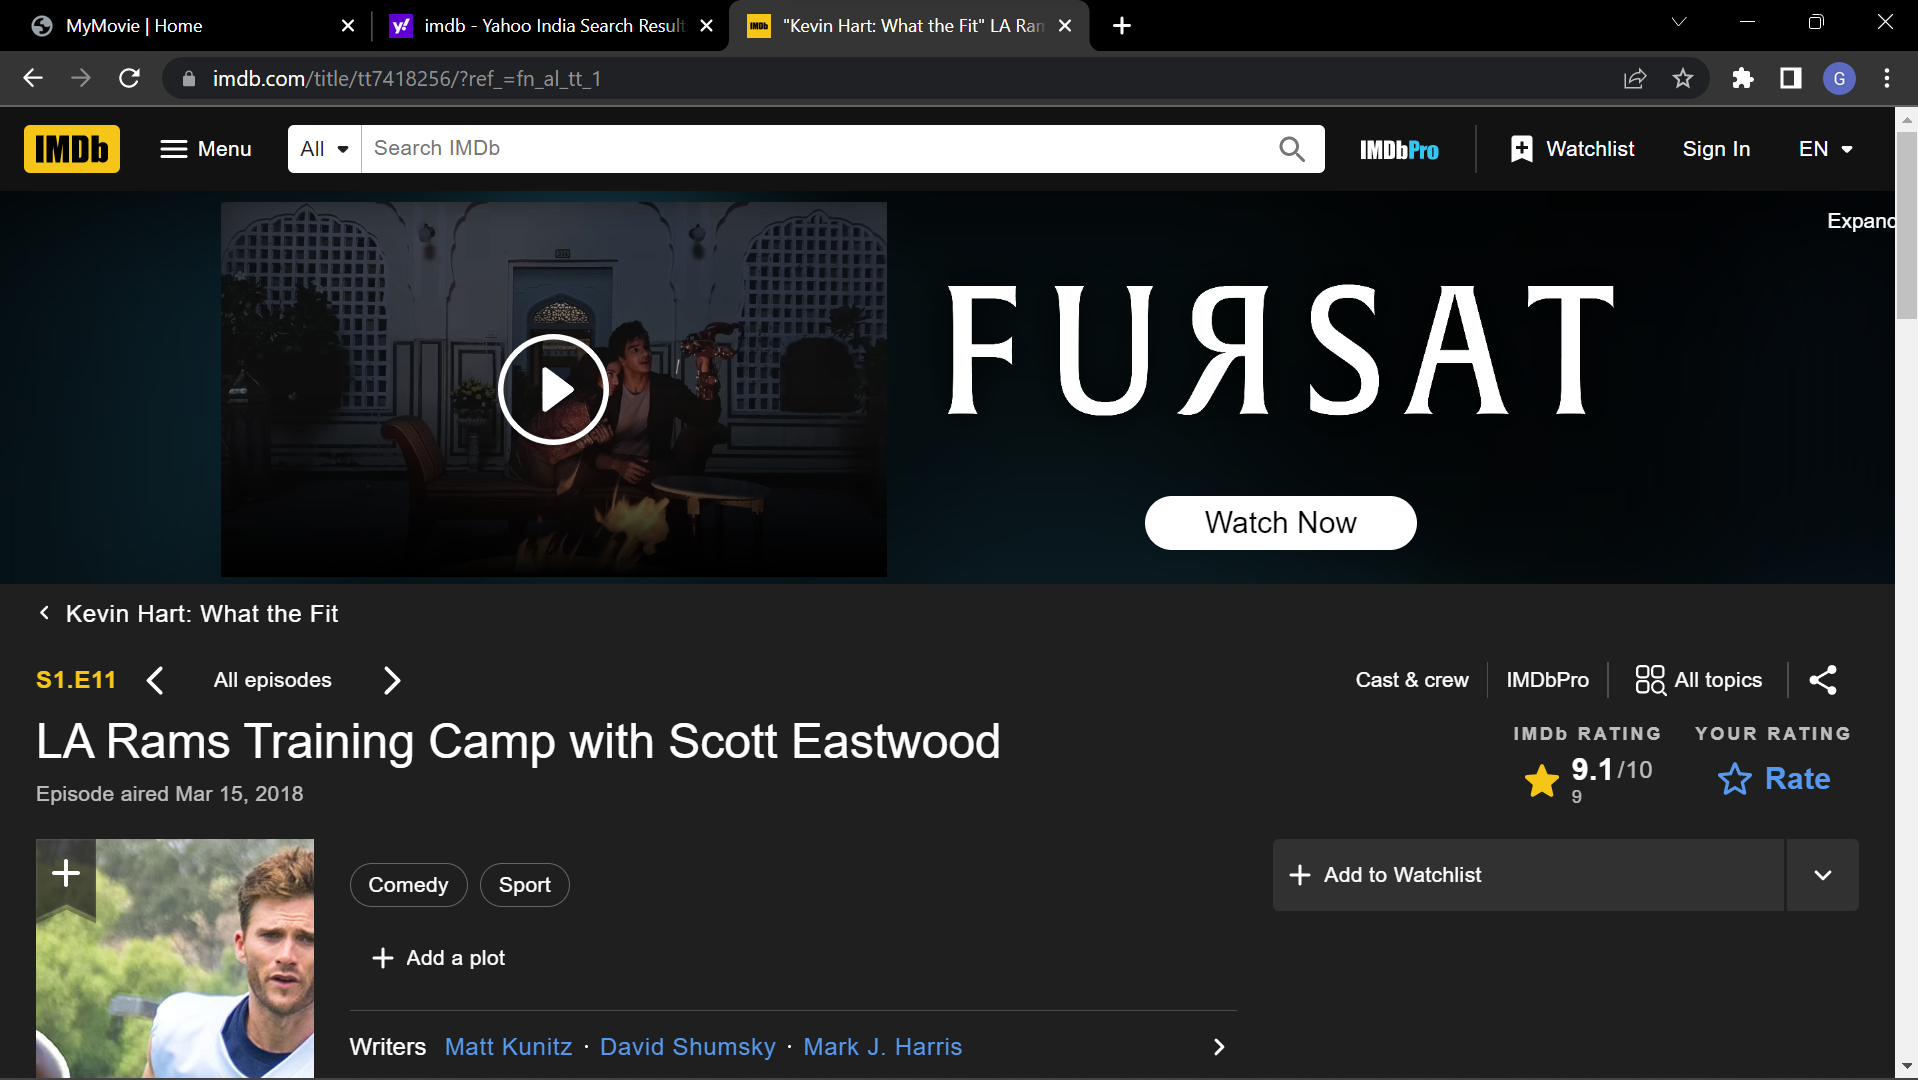 MyMovie | Home
imdb - Yahoo India Search Result
IMDb
"Kevin Hart: What the Fit" LA Ram
imdb.com/title/tt7418256/?ref_=fn_al_tt_1
G
IMDb
Menu
All
Search IMDb
IMDbPro
Watchlist
Sign In
EN
Expand
FURSAT
Watch Now
Kevin Hart: What the Fit
S1.E11
All episodes
Cast & crew
IMDbPro
All topics
LA Rams Training Camp with Scott Eastwood
IMDb RATING
YOUR RATING
9.1/10
9
Rate
Episode aired Mar 15, 2018
Comedy
Sport
Add to Watchlist
Add a plot
Writers Matt Kunitz · David Shumsky · Mark J. Harris